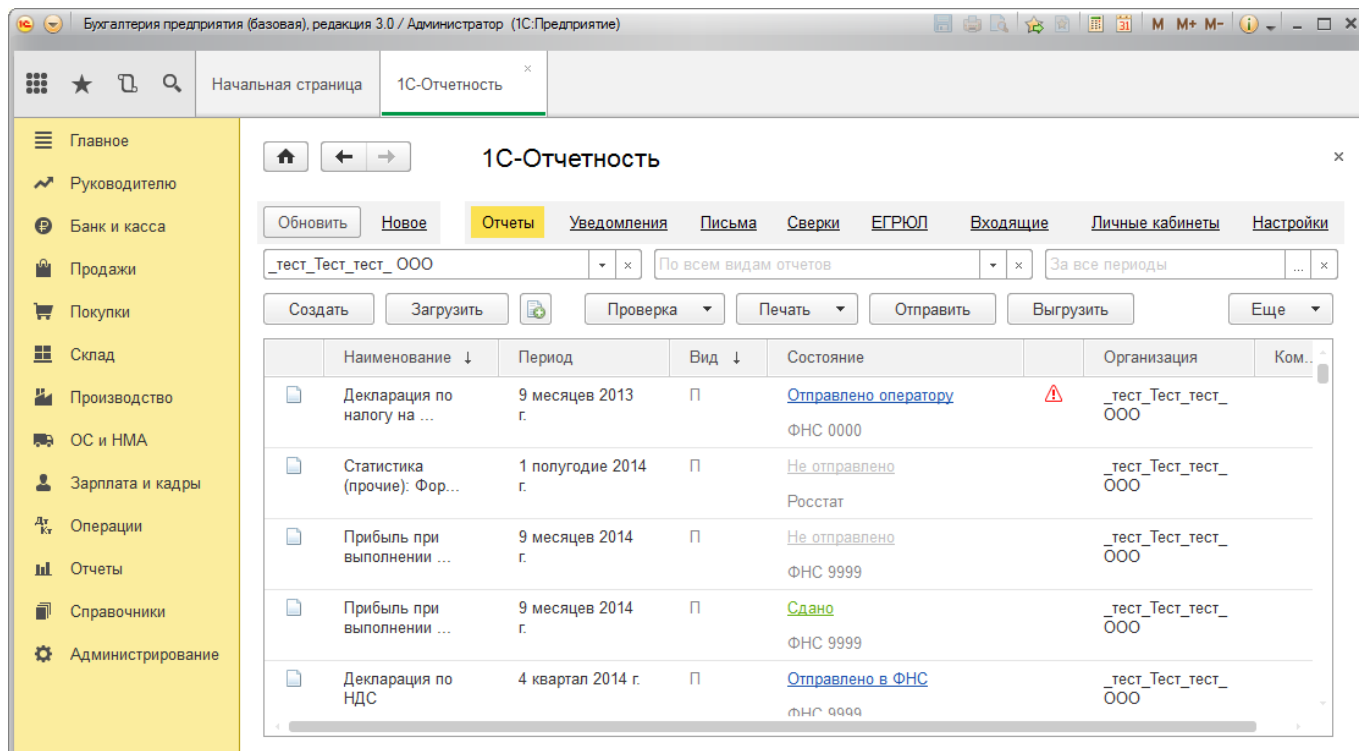 1С Бухгалтерия предприятия (базовая), редакция 3.0 / Администратор (1С:Предприятие) 31 M M+ M-
Начальная страница 1С-Отчетность
Главное
Руководителю
Банк и касса
Продажи
Покупки
Склад
Производство
ОС и НМА
Зарплата и кадры
Дт Кт Операции
Отчеты
Справочники
Администрирование
1С-Отчетность
Обновить Новое Отчеты Уведомления Письма Сверки ЕГРЮЛ Входящие Личные кабинеты Настройки
_тест_Тест_тест_ ООО По всем видам отчетов За все периоды ...
Создать Загрузить Проверка Печать Отправить Выгрузить Еще
Наименование ↓ Период Вид ↓ Состояние Организация Ком...
Декларация по 9 месяцев 2013 П Отправлено оператору _тест_Тест_тест_
налогу на ... г. ООО
ФНС 0000
Статистика 1 полугодие 2014 П Не отправлено _тест_Тест_тест_
(прочие): Фор... г. ООО
Росстат
Прибыль при 9 месяцев 2014 П Не отправлено _тест_Тест_тест_
выполнении ... г. ООО
ФНС 9999
Прибыль при 9 месяцев 2014 П Сдано _тест_Тест_тест_
выполнении ... г. ООО
ФНС 9999
Декларация по 4 квартал 2014 г. П Отправлено в ФНС _тест_Тест_тест_
НДС ООО
ФНС 9999